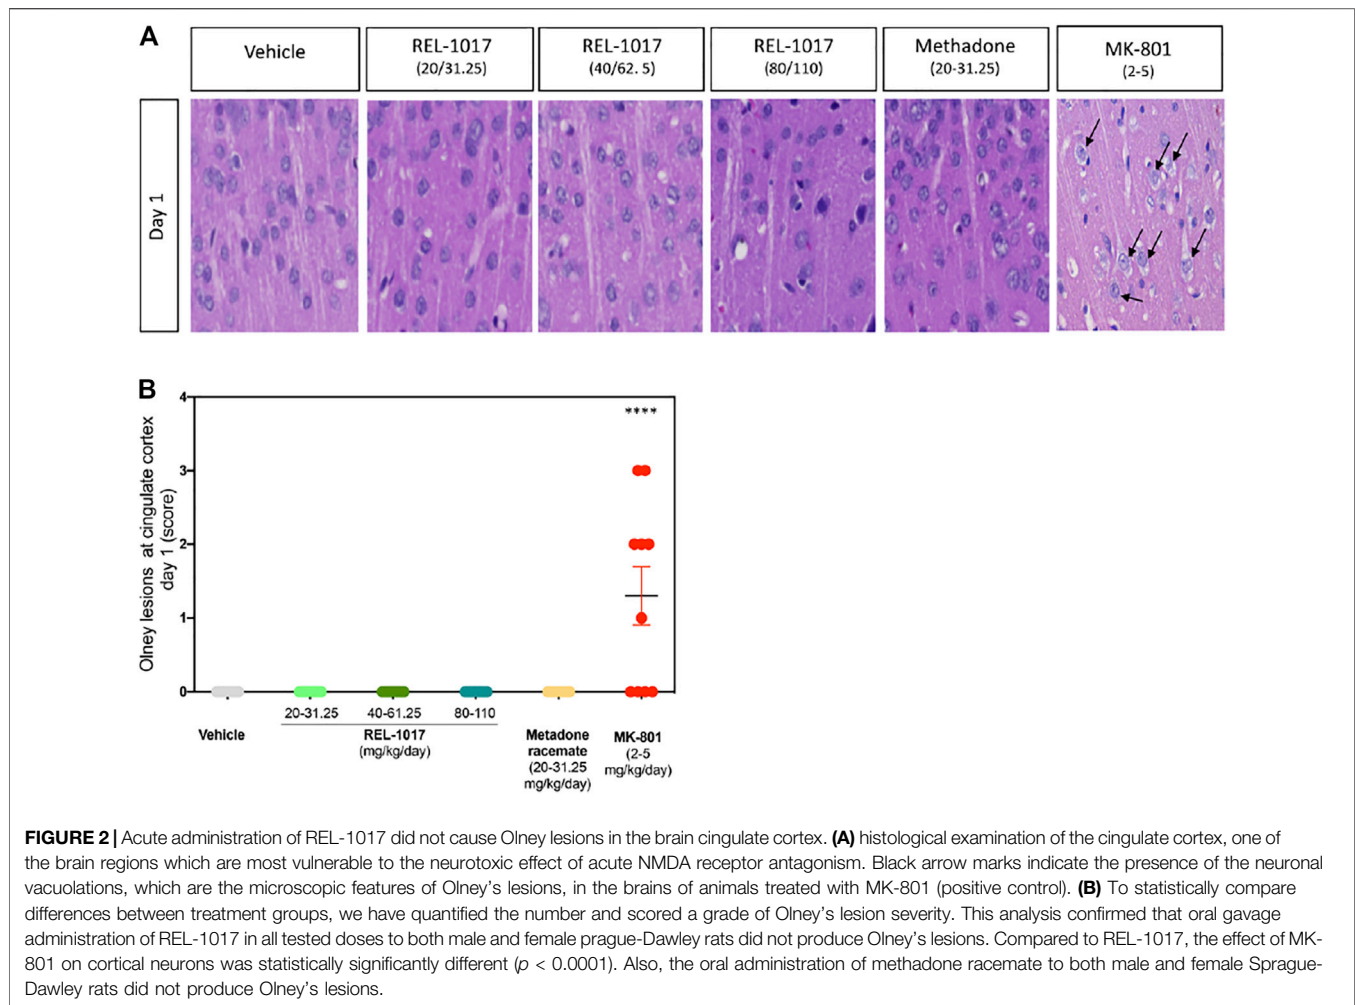 A
Vehicle
REL-1017
(20/31.25)
REL-1017
(40/62. 5)
REL-1017
(80/110)
Methadone
(20-31.25)
MK-801
(2-5)
Day 1
B
Olney lesions at cingulate cortex
day 1 (score)
4
3
2
1
0
****
20-31.25
40-61.25
80-110
Vehicle
REL-1017
(mg/kg/day)
Metadone
racemate
(20-31.25
mg/kg/day)
MK-801
(2-5
mg/kg/day)
FIGURE 2 | Acute administration of REL-1017 did not cause Olney lesions in the brain cingulate cortex. (A) histological examination of the cingulate cortex, one of
the brain regions which are most vulnerable to the neurotoxic effect of acute NMDA receptor antagonism. Black arrow marks indicate the presence of the neuronal
vacuolations, which are the microscopic features of Olney's lesions, in the brains of animals treated with MK-801 (positive control). (B) To statistically compare
differences between treatment groups, we have quantified the number and scored a grade of Olney's lesion severity. This analysis confirmed that oral gavage
administration of REL-1017 in all tested doses to both male and female prague-Dawley rats did not produce Olney's lesions. Compared to REL-1017, the effect of MK-
801 on cortical neurons was statistically significantly different (p < 0.0001). Also, the oral administration of methadone racemate to both male and female Sprague-
Dawley rats did not produce Olney's lesions.